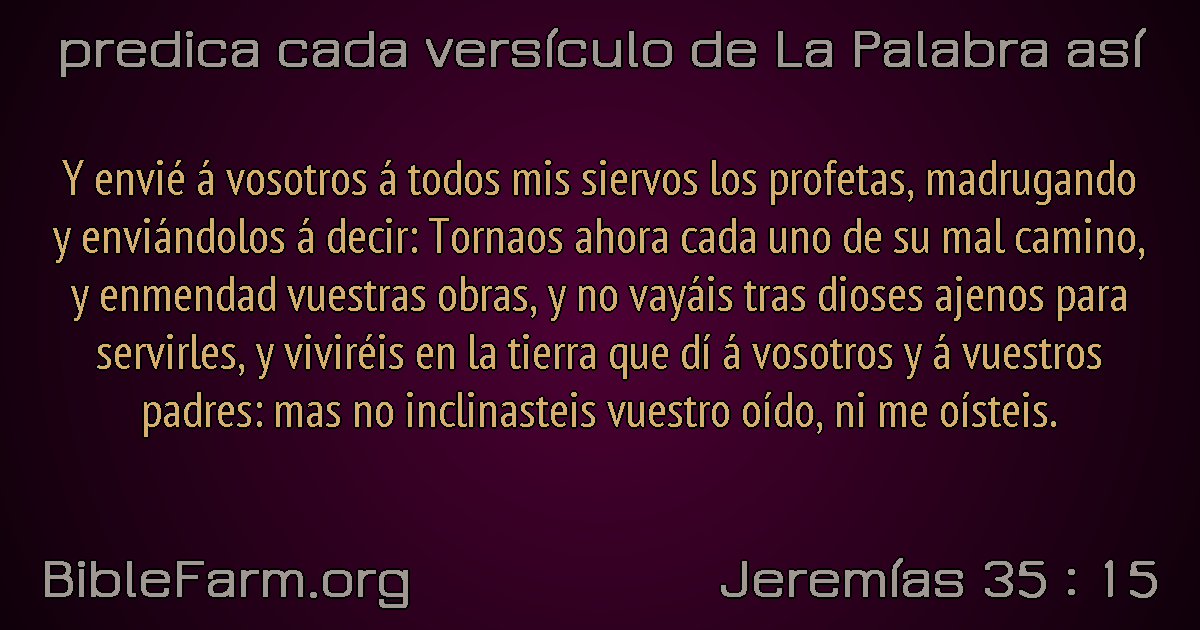 predica cada versículo de La Palabra así
Y envié á vosotros á todos mis siervos los profetas, madrugando
y enviándolos á decir: Tornaos ahora cada uno de su mal camino,
y enmendad vuestras obras, y no vayáis tras dioses ajenos para
servirles, y viviréis en la tierra que dí á vosotros y á vuestros
padres: mas no inclinasteis vuestro oído, ni me oísteis.
BibleFarm.org
Jeremías 35 : 15